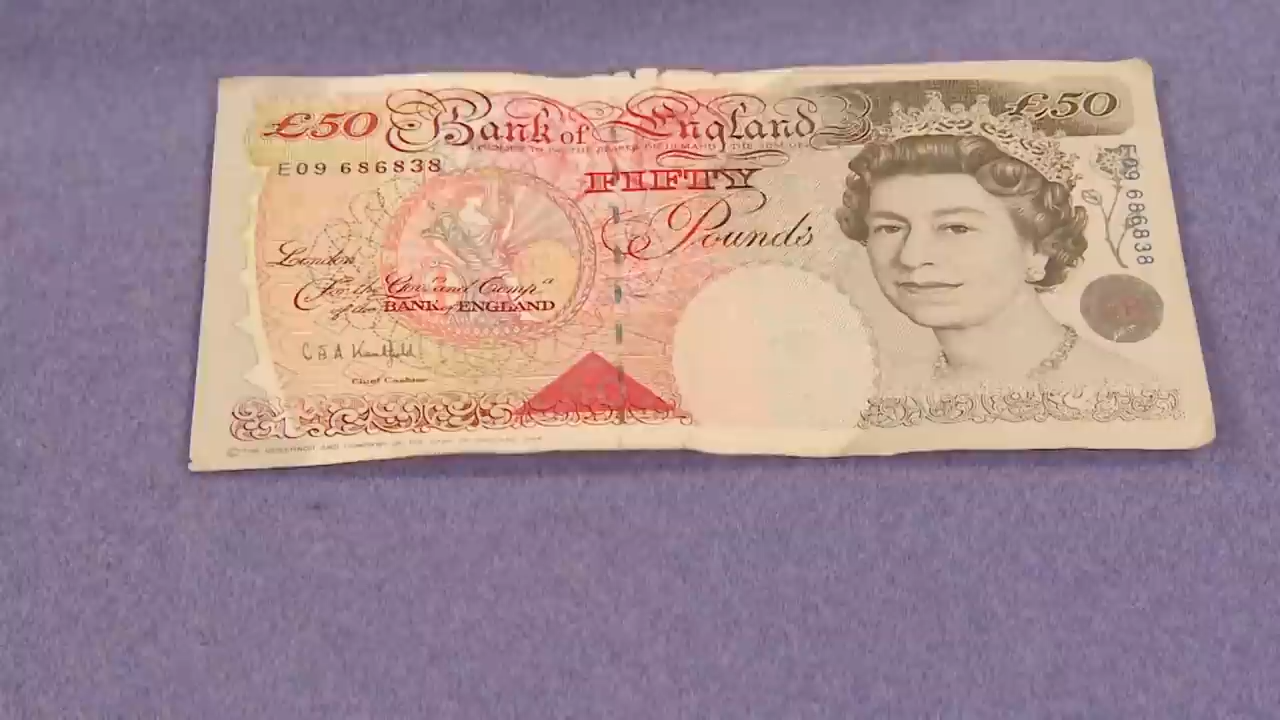 £50 Bank of England £50
E09 686838
FIFTY
Pounds
E09 686838
London
For the Gov.r and Comp.a
of the BANK of ENGLAND
Chief Cashier